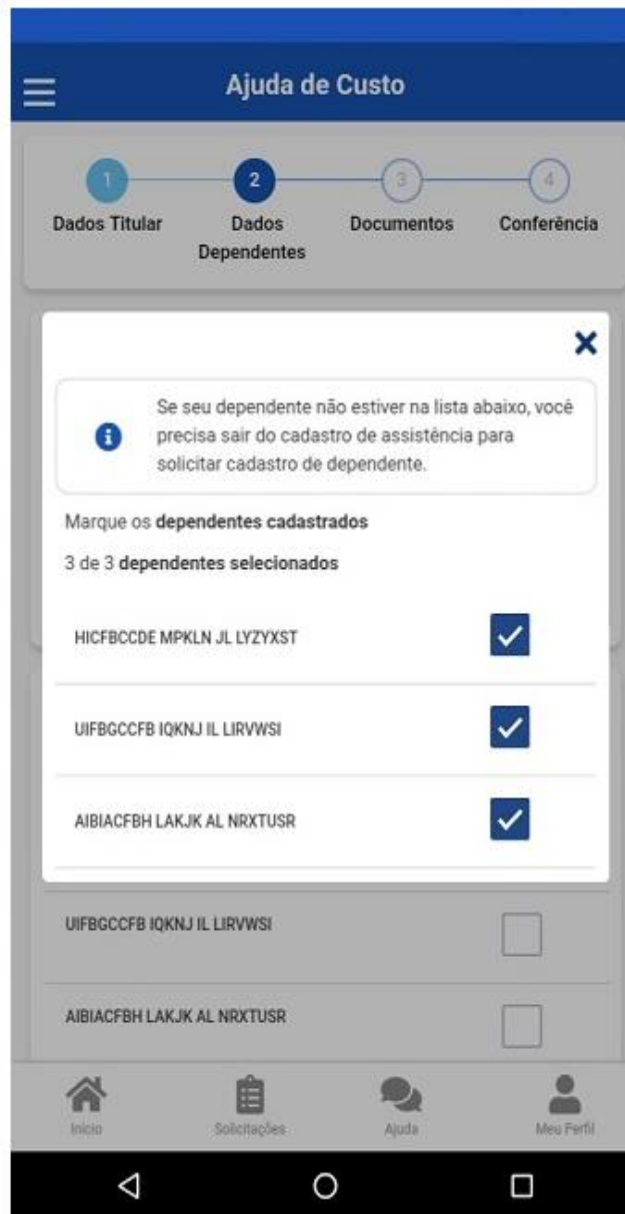 Ajuda de Custo
1
2
3
4
Dados Titular
Dados
Dependentes
Documentos
Conferência
Se seu dependente não estiver na lista abaixo, você
precisa sair do cadastro de assistência para
solicitar cadastro de dependente.
Marque os dependentes cadastrados
3 de 3 dependentes selecionados
HICFBCCDE MPKLN JL LYZYXST
UIFBGCCFB IQKNJ IL LIRVWSI
AIBIACFBH LAKJK AL NRXTUSR
UIFBGCCFB IQKNJ IL LIRVWSI
AIBIACFBH LAKJK AL NRXTUSR
Início
Solicitações
Ajuda
Meu Perfil